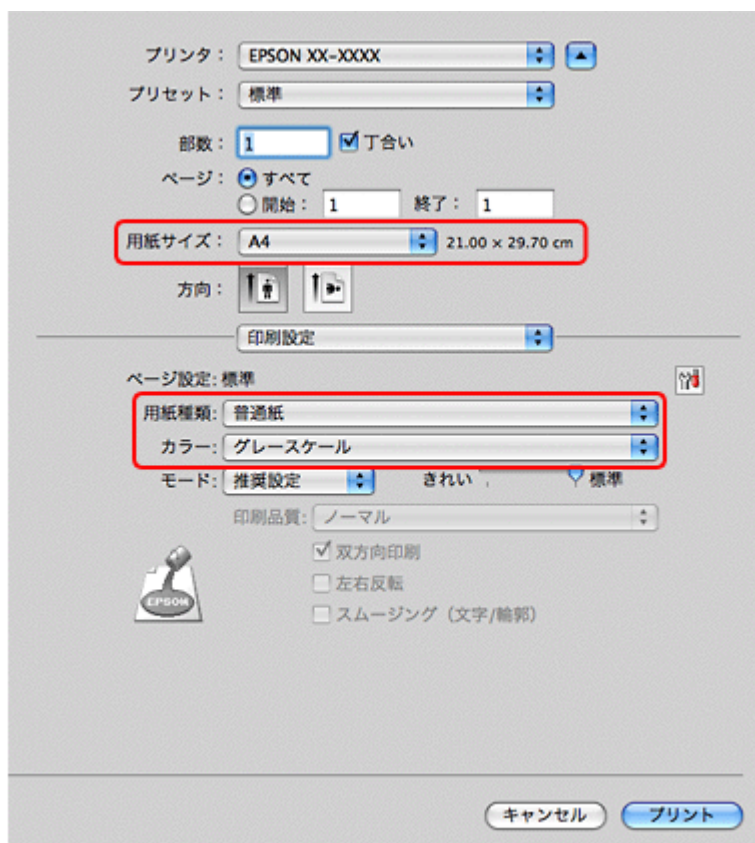 プリンタ： EPSON XX-XXXX
プリセット： 標準
部数： 1 丁合い
ページ： すべて
開始： 1 終了： 1
用紙サイズ： A4 21.00 × 29.70 cm
方向：
印刷設定
ページ設定: 標準
用紙種類: 普通紙
カラー: グレースケール
モード: 推奨設定 きれい 標準
印刷品質: ノーマル
双方向印刷
左右反転
スムージング（文字/輪郭）
EPSON
キャンセル プリント